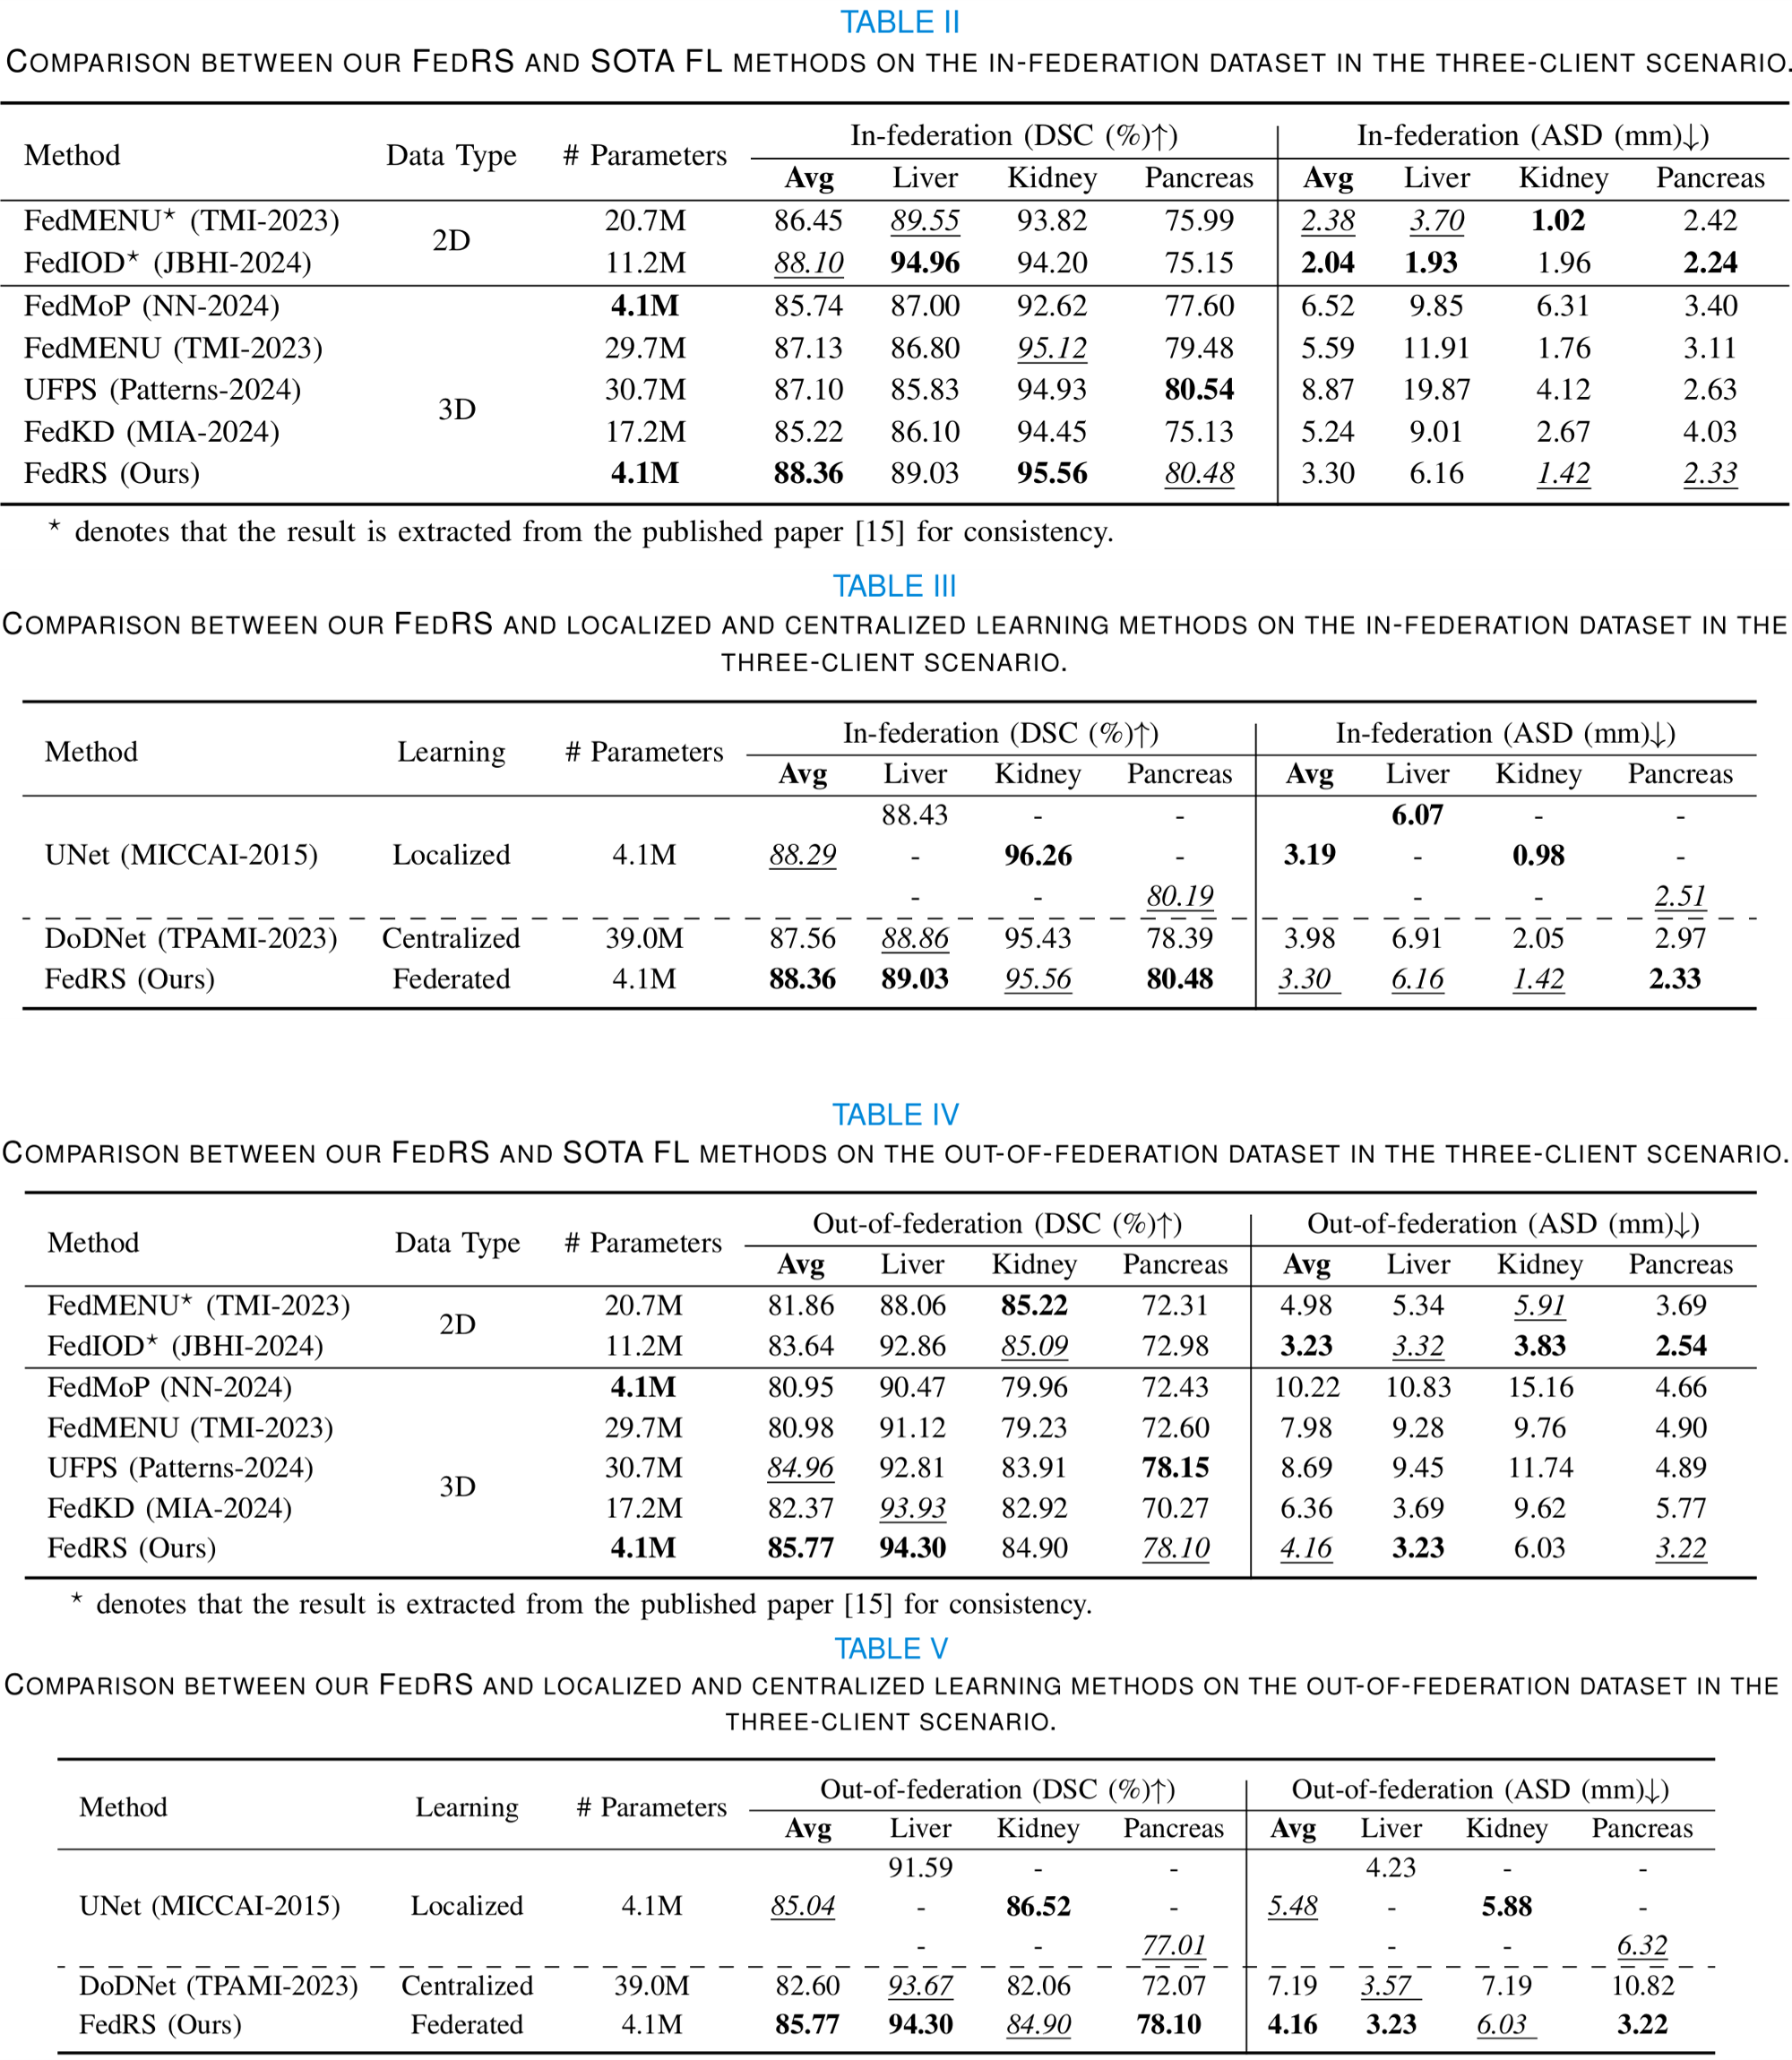 TABLE II
COMPARISON BETWEEN OUR FEDRS AND SOTA FL METHODS ON THE IN-FEDERATION DATASET IN THE THREE-CLIENT SCENARIO.
Method Data Type # Parameters In-federation (DSC (%)↑) In-federation (ASD (mm)↓)
Avg Liver Kidney Pancreas Avg Liver Kidney Pancreas
FedMENU* (TMI-2023) 2D 20.7M 86.45 89.55 93.82 75.99 2.38 3.70 1.02 2.42
FedIOD* (JBHI-2024) 11.2M 88.10 94.96 94.20 75.15 2.04 1.93 1.96 2.24
FedMoP (NN-2024) 3D 4.1M 85.74 87.00 92.62 77.60 6.52 9.85 6.31 3.40
FedMENU (TMI-2023) 29.7M 87.13 86.80 95.12 79.48 5.59 11.91 1.76 3.11
UFPS (Patterns-2024) 30.7M 87.10 85.83 94.93 80.54 8.87 19.87 4.12 2.63
FedKD (MIA-2024) 17.2M 85.22 86.10 94.45 75.13 5.24 9.01 2.67 4.03
FedRS (Ours) 4.1M 88.36 89.03 95.56 80.48 3.30 6.16 1.42 2.33
* denotes that the result is extracted from the published paper [15] for consistency.
TABLE III
COMPARISON BETWEEN OUR FEDRS AND LOCALIZED AND CENTRALIZED LEARNING METHODS ON THE IN-FEDERATION DATASET IN THE
THREE-CLIENT SCENARIO.
Method Learning # Parameters In-federation (DSC (%)↑) In-federation (ASD (mm)↓)
Avg Liver Kidney Pancreas Avg Liver Kidney Pancreas
88.43 - - 6.07 - -
UNet (MICCAI-2015) Localized 4.1M 88.29 - 96.26 - 3.19 - 0.98 -
- - 80.19 - - 2.51
DoDNet (TPAMI-2023) Centralized 39.0M 87.56 88.86 95.43 78.39 3.98 6.91 2.05 2.97
FedRS (Ours) Federated 4.1M 88.36 89.03 95.56 80.48 3.30 6.16 1.42 2.33
TABLE IV
COMPARISON BETWEEN OUR FEDRS AND SOTA FL METHODS ON THE OUT-OF-FEDERATION DATASET IN THE THREE-CLIENT SCENARIO.
Method Data Type # Parameters Out-of-federation (DSC (%)↑) Out-of-federation (ASD (mm)↓)
Avg Liver Kidney Pancreas Avg Liver Kidney Pancreas
FedMENU* (TMI-2023) 2D 20.7M 81.86 88.06 85.22 72.31 4.98 5.34 5.91 3.69
FedIOD* (JBHI-2024) 11.2M 83.64 92.86 85.09 72.98 3.23 3.32 3.83 2.54
FedMoP (NN-2024) 3D 4.1M 80.95 90.47 79.96 72.43 10.22 10.83 15.16 4.66
FedMENU (TMI-2023) 29.7M 80.98 91.12 79.23 72.60 7.98 9.28 9.76 4.90
UFPS (Patterns-2024) 30.7M 84.96 92.81 83.91 78.15 8.69 9.45 11.74 4.89
FedKD (MIA-2024) 17.2M 82.37 93.93 82.92 70.27 6.36 3.69 9.62 5.77
FedRS (Ours) 4.1M 85.77 94.30 84.90 78.10 4.16 3.23 6.03 3.22
* denotes that the result is extracted from the published paper [15] for consistency.
TABLE V
COMPARISON BETWEEN OUR FEDRS AND LOCALIZED AND CENTRALIZED LEARNING METHODS ON THE OUT-OF-FEDERATION DATASET IN THE
THREE-CLIENT SCENARIO.
Method Learning # Parameters Out-of-federation (DSC (%)↑) Out-of-federation (ASD (mm)↓)
Avg Liver Kidney Pancreas Avg Liver Kidney Pancreas
91.59 - - 4.23 - -
UNet (MICCAI-2015) Localized 4.1M 85.04 - 86.52 - 5.48 - 5.88 -
- - 77.01 - - 6.32
DoDNet (TPAMI-2023) Centralized 39.0M 82.60 93.67 82.06 72.07 7.19 3.57 7.19 10.82
FedRS (Ours) Federated 4.1M 85.77 94.30 84.90 78.10 4.16 3.23 6.03 3.22